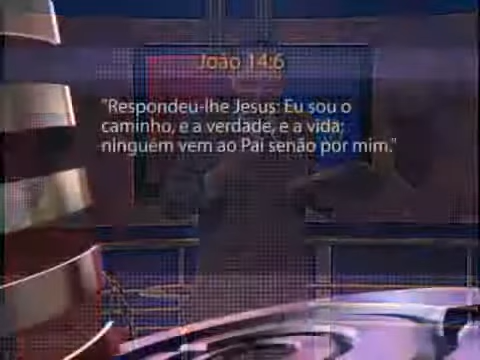 João 14:6
"Respondeu-lhe Jesus: Eu sou o
caminho, e a verdade, e a vida;
ninguém vem ao Pai senão por mim."